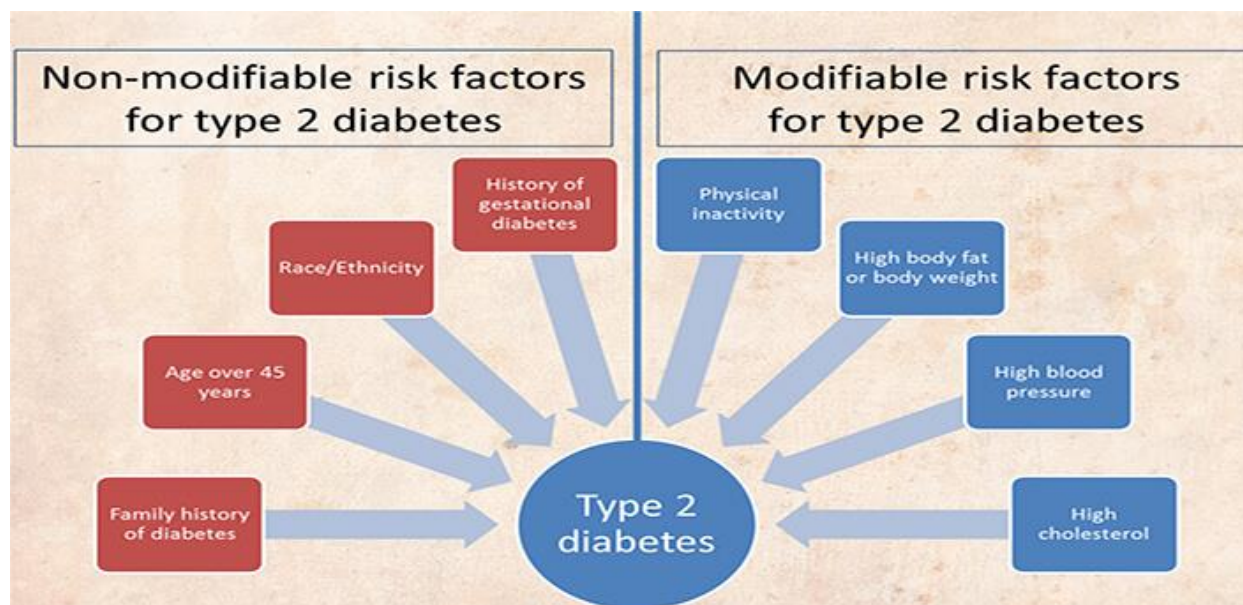 Non-modifiable risk factors
for type 2 diabetes
Modifiable risk factors
for type 2 diabetes
History of
gestational
diabetes
Race/Ethnicity
Age over 45
years
Family history
of diabetes
Physical
inactivity
High body fat
or body weight
High blood
pressure
High
cholesterol
Type 2
diabetes